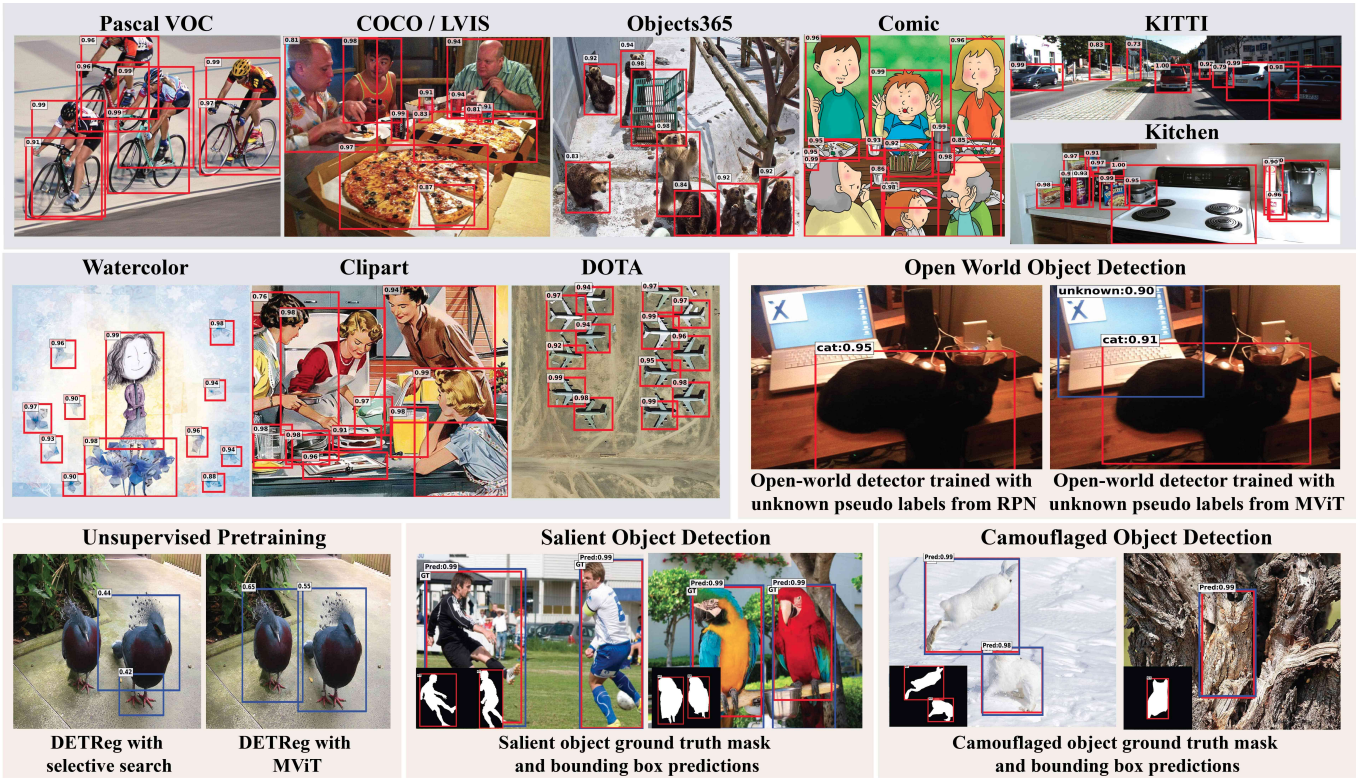 Pascal VOC
COCO / LVIS
Objects365
Comic
KITTI
0.96
0.96
0.99
0.99
0.99
0.99
0.97
0.91
0.81
0.98
0.94
0.91
0.94
0.91
0.81
0.99
0.83
0.97
0.87
0.92
0.94
0.98
0.98
0.83
0.84
0.92
0.92
0.96
0.96
0.99
0.99
0.95
0.93
0.92
0.85
0.95
0.99
0.86
0.98
0.98
0.99
0.83
0.73
1.00
0.79
0.99
0.98
Kitchen
0.97
0.91
0.97
1.00
0.98
0.93
0.99
0.95
0.90
0.96
Watercolor
Clipart
DOTA
Open World Object Detection
0.99
0.98
0.96
0.94
0.97
0.90
0.96
0.93
0.98
0.94
0.90
0.88
0.76
0.94
0.98
0.99
0.97
0.98
0.98
0.98
0.91
0.96
0.94
0.97
0.97
0.97
0.94
0.99
0.96
0.92
0.95
0.99
0.98
0.98
0.99
cat:0.95
unknown:0.90
cat:0.91
Open-world detector trained with
unknown pseudo labels from RPN
Open-world detector trained with
unknown pseudo labels from MViT
Unsupervised Pretraining
Salient Object Detection
Camouflaged Object Detection
0.44
0.42
0.65
0.55
Pred:0.99
GT
Pred:0.99
Pred:0.99
GT
Pred:0.99
GT
Pred:0.99
Pred:0.98
Pred:0.99
DETReg with
selective search
DETReg with
MViT
Salient object ground truth mask
and bounding box predictions
Camouflaged object ground truth mask
and bounding box predictions